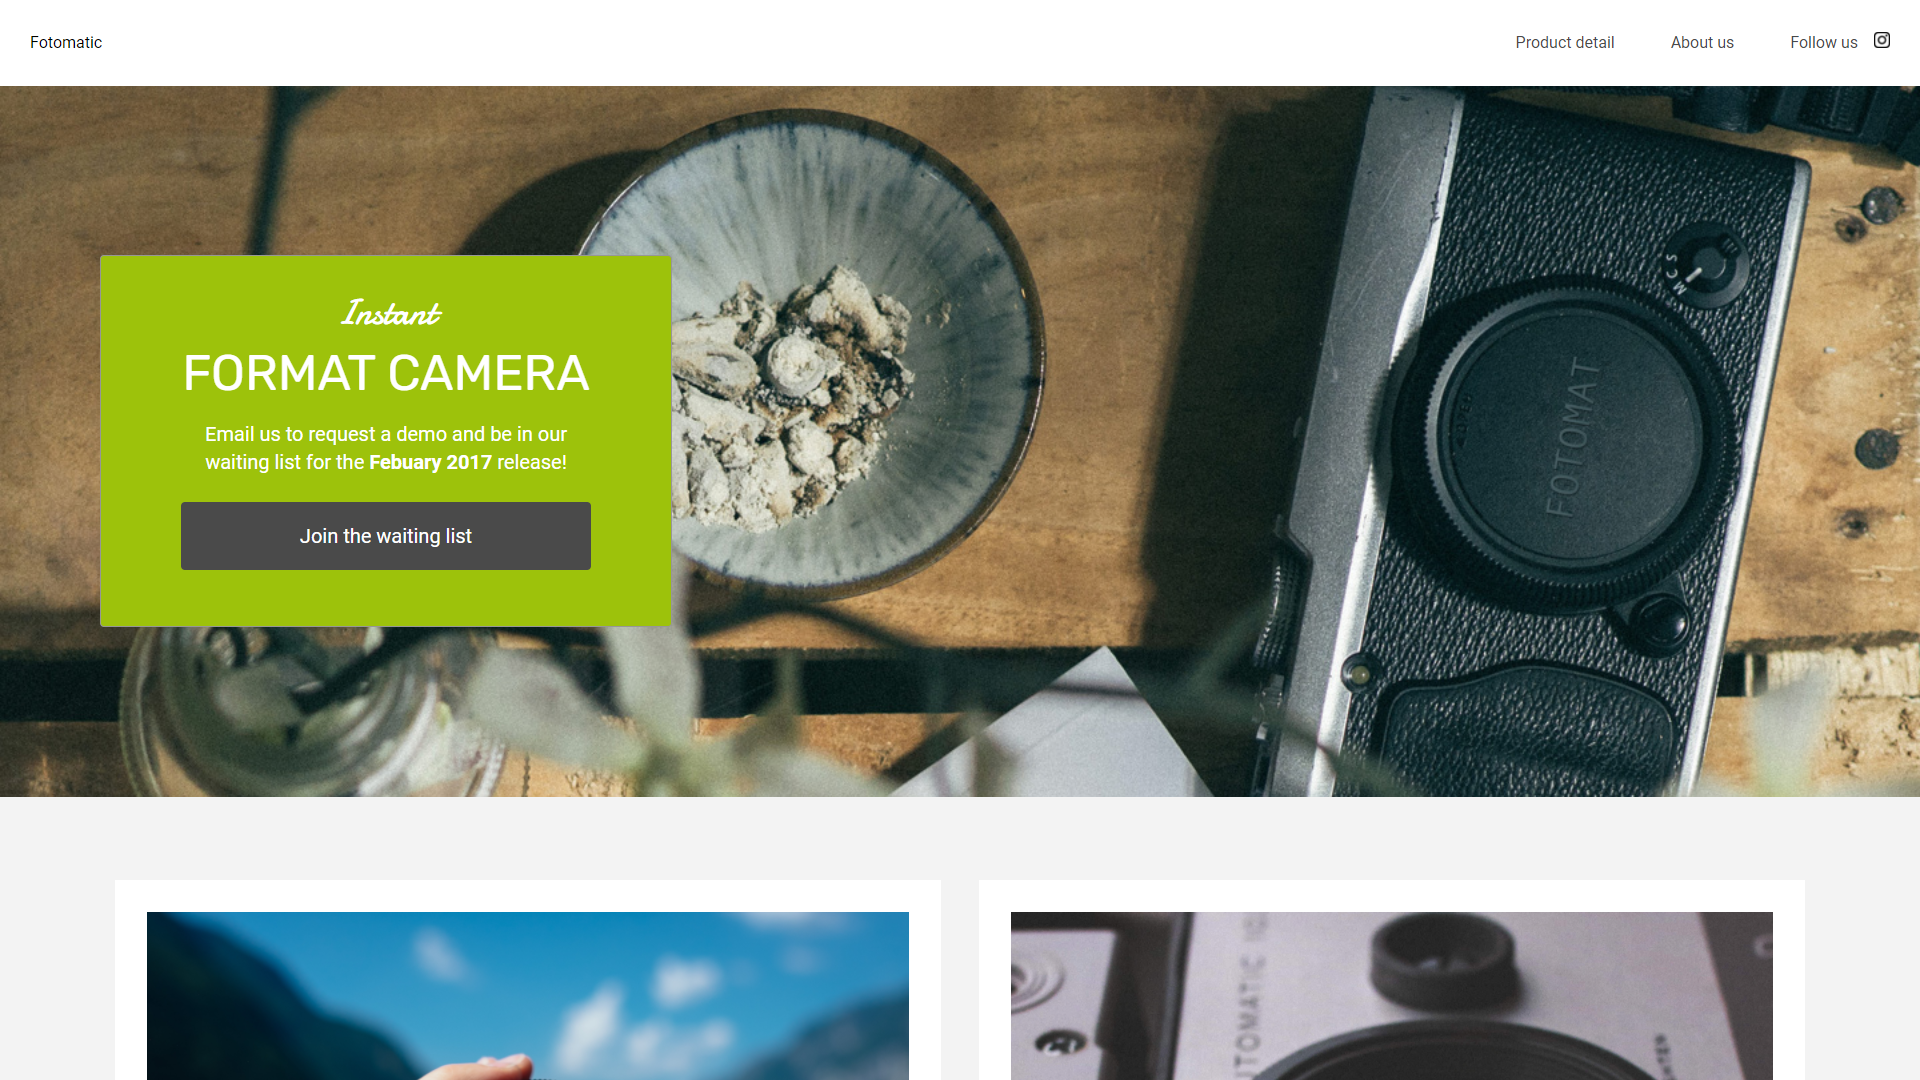 Fotomatic
Product detail
About us
Follow us
Instant
FORMAT CAMERA
Email us to request a demo and be in our
waiting list for the Febuary 2017 release!
Join the waiting list
M C S
FOTOMAT